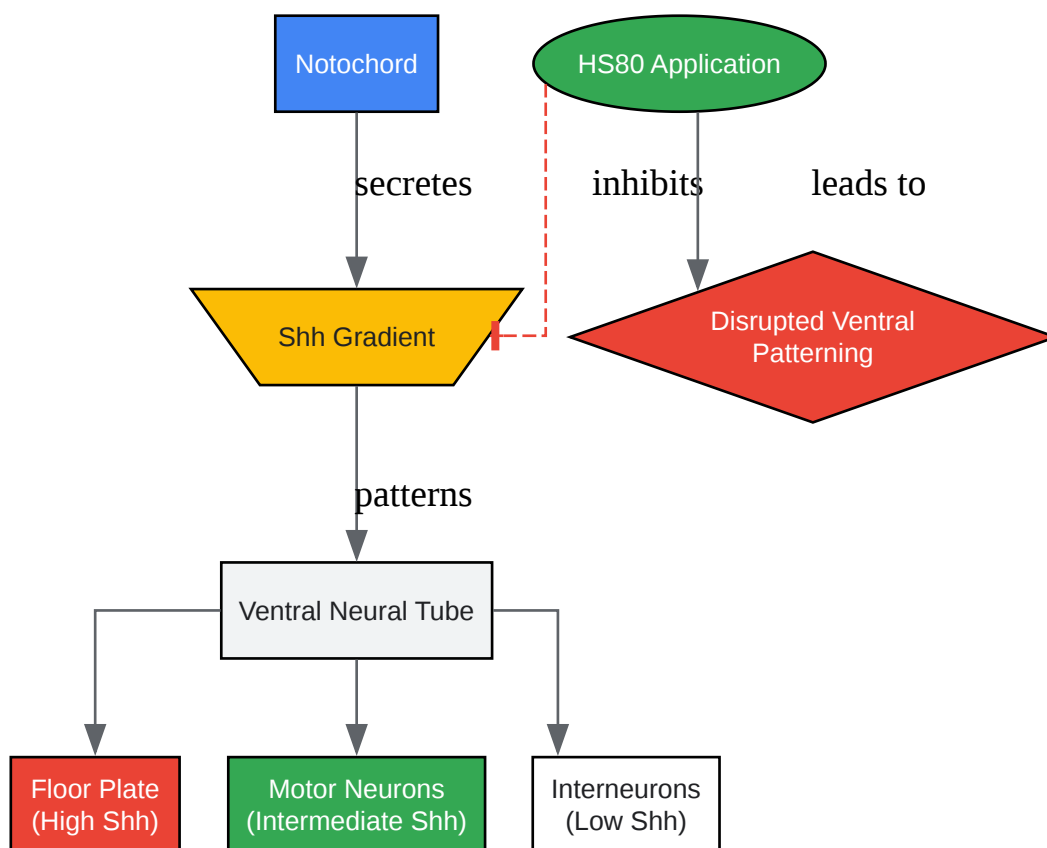 Notochord
HS80 Application
secretes
inhibits
leads to
Shh Gradient
Disrupted Ventral
Patterning
patterns
Ventral Neural Tube
Floor Plate
(High Shh)
Motor Neurons
(Intermediate Shh)
Interneurons
(Low Shh)